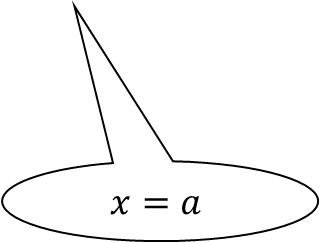 x = a